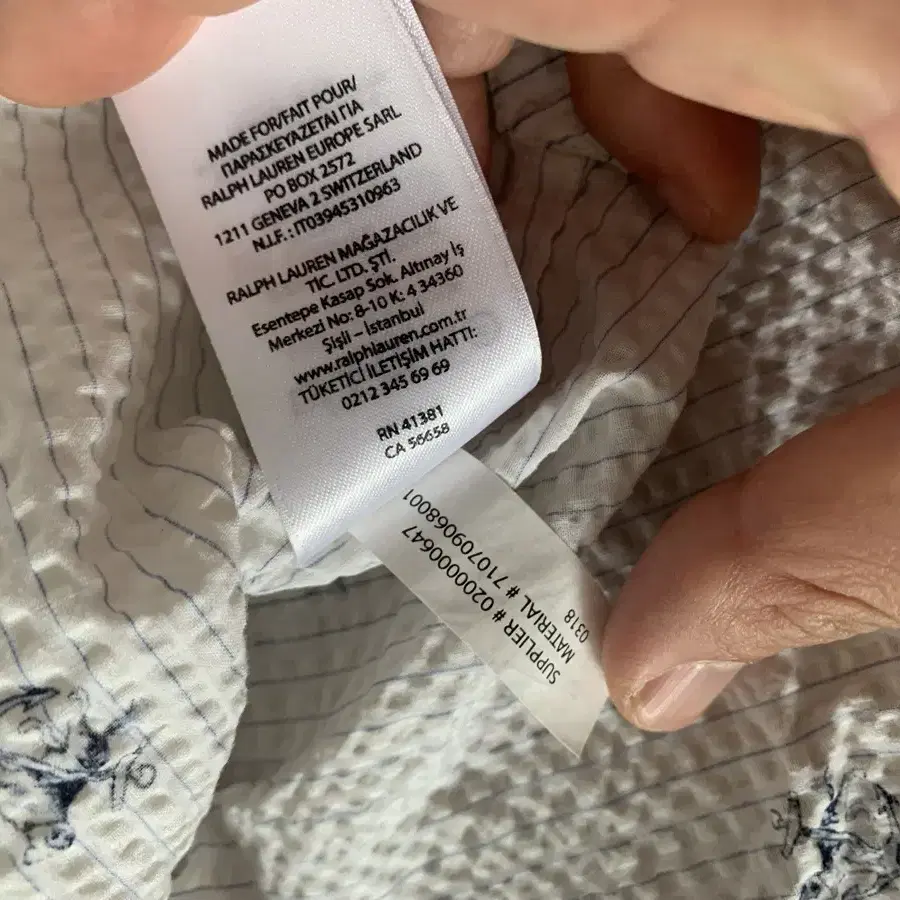 MADE FOR/FAIT POUR/
ΠΑΡΑΣΚΕΥΑΖΕΤΑΙ ΓΙΑ
RALPH LAUREN EUROPE SARL
PO BOX 2572
1211 GENEVA 2 SWITZERLAND
N.I.F.: IT03945310963
RALPH LAUREN MAĞAZACILIK VE
TIC. LTD. ŞTİ.
Esentepe Kasap Sok. Altınay İş
Merkezi No: 8-10 K: 4 34360
Şişli – İstanbul
www.ralphlauren.com.tr
TÜKETİCİ İLETİŞİM HATTI:
0212 345 69 69
RN 41381
CA 56658
SUPPLIER # 0200000647
MATERIAL # 710709068001
0318